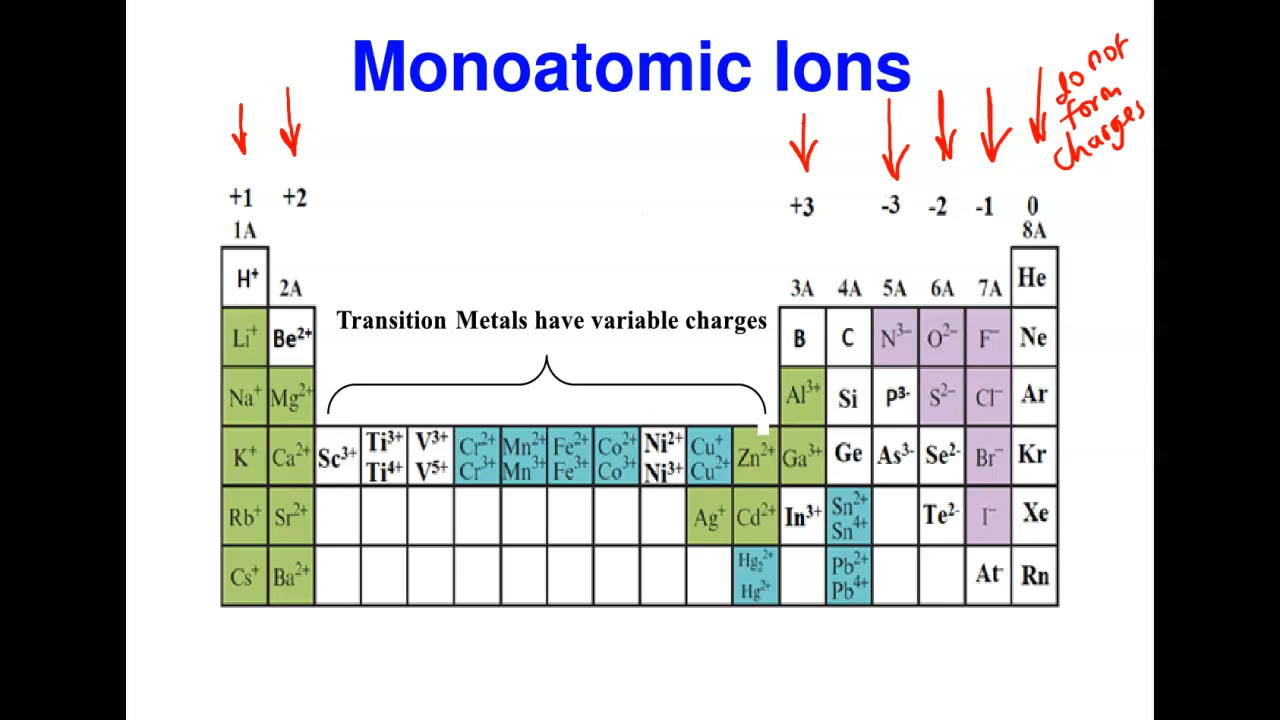 Monoatomic Ions
do not
form
charges
+1 +2 +3 -3 -2 -1 0
1A 8A
H⁺ 2A 3A 4A 5A 6A 7A He
Transition Metals have variable charges
Li⁺ Be²⁺ B C N³⁻ O²⁻ F⁻ Ne
Na⁺ Mg²⁺ Al³⁺ Si P³⁻ S²⁻ Cl⁻ Ar
Ti³⁺ V³⁺ Cr²⁺ Mn²⁺ Fe²⁺ Co²⁺ Ni²⁺ Cu⁺
K⁺ Ca²⁺ Sc³⁺ Zn²⁺ Ga³⁺ Ge As³⁻ Se²⁻ Br⁻ Kr
Ti⁴⁺ V⁵⁺ Cr³⁺ Mn³⁺ Fe³⁺ Co³⁺ Ni³⁺ Cu²⁺
Sn²⁺
Rb⁺ Sr²⁺ Ag⁺ Cd²⁺ In³⁺ Te²⁻ I⁻ Xe
Sn⁴⁺
Hg₂²⁺ Pb²⁺
Cs⁺ Ba²⁺ At⁻ Rn
Hg²⁺ Pb⁴⁺